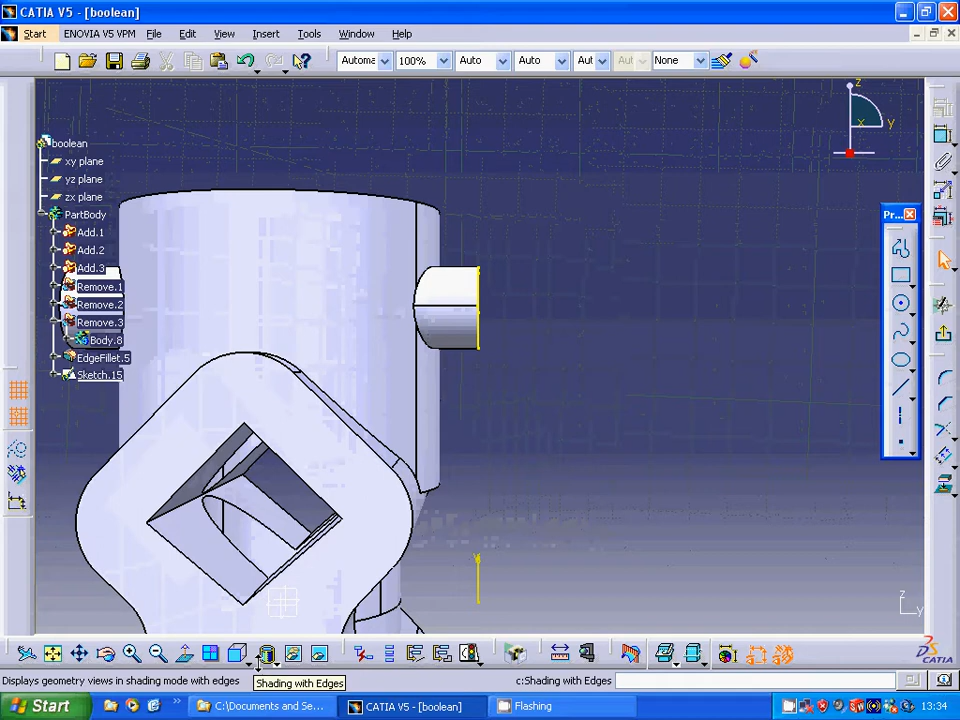 CATIA V5 - [boolean]
Start ENOVIA V5 VPM File Edit View Insert Tools Window Help
Automa 100% Auto Auto Aut Aut None
z
x y
boolean
xy plane
yz plane
zx plane
PartBody
Add.1
Add.2
Add.3
Remove.1
Remove.2
Remove.3
Body.8
EdgeFillet.5
Sketch.15
Pr...
z
y
CATIA
Displays geometry views in shading mode with edges
Shading with Edges
c:Shading with Edges
Start C:\Documents and Se... CATIA V5 - [boolean] Flashing 13:34